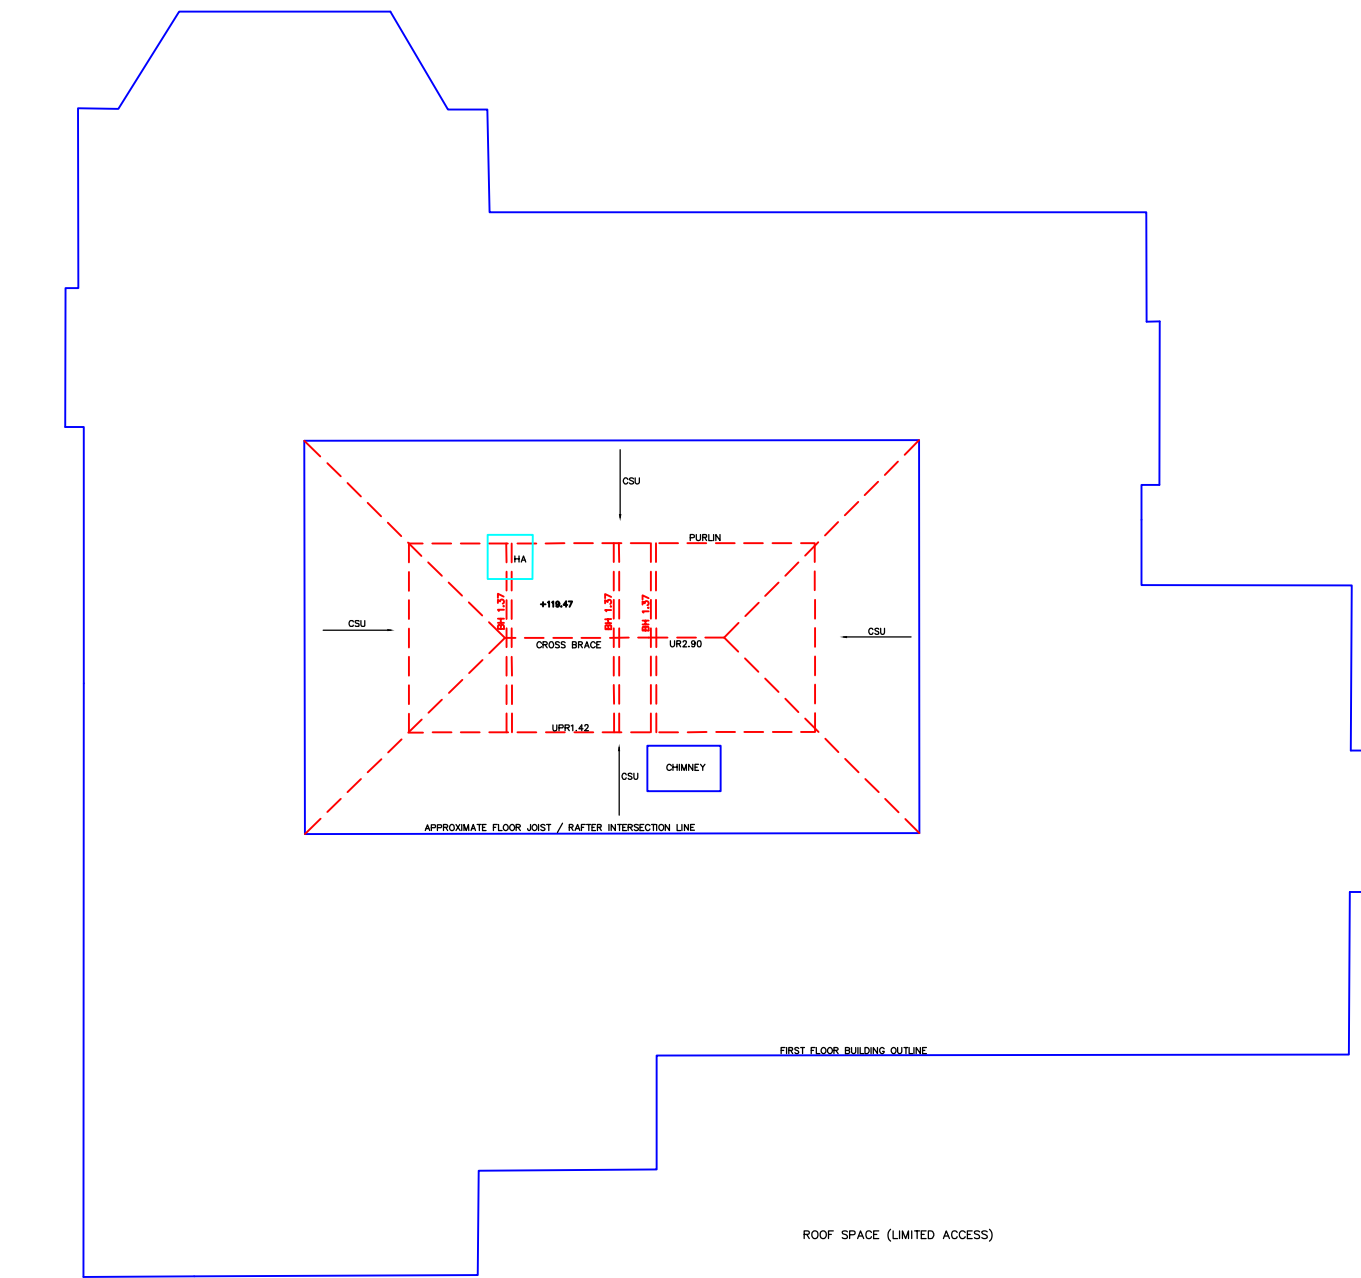 CSU
PURLIN
HA
BH 1.37
BH 1.37
BH 1.37
+119.47
CSU
CSU
CROSS BRACE
UR2.90
UPR1.42
CHIMNEY
CSU
APPROXIMATE FLOOR JOIST / RAFTER INTERSECTION LINE
FIRST FLOOR BUILDING OUTLINE
ROOF SPACE (LIMITED ACCESS)